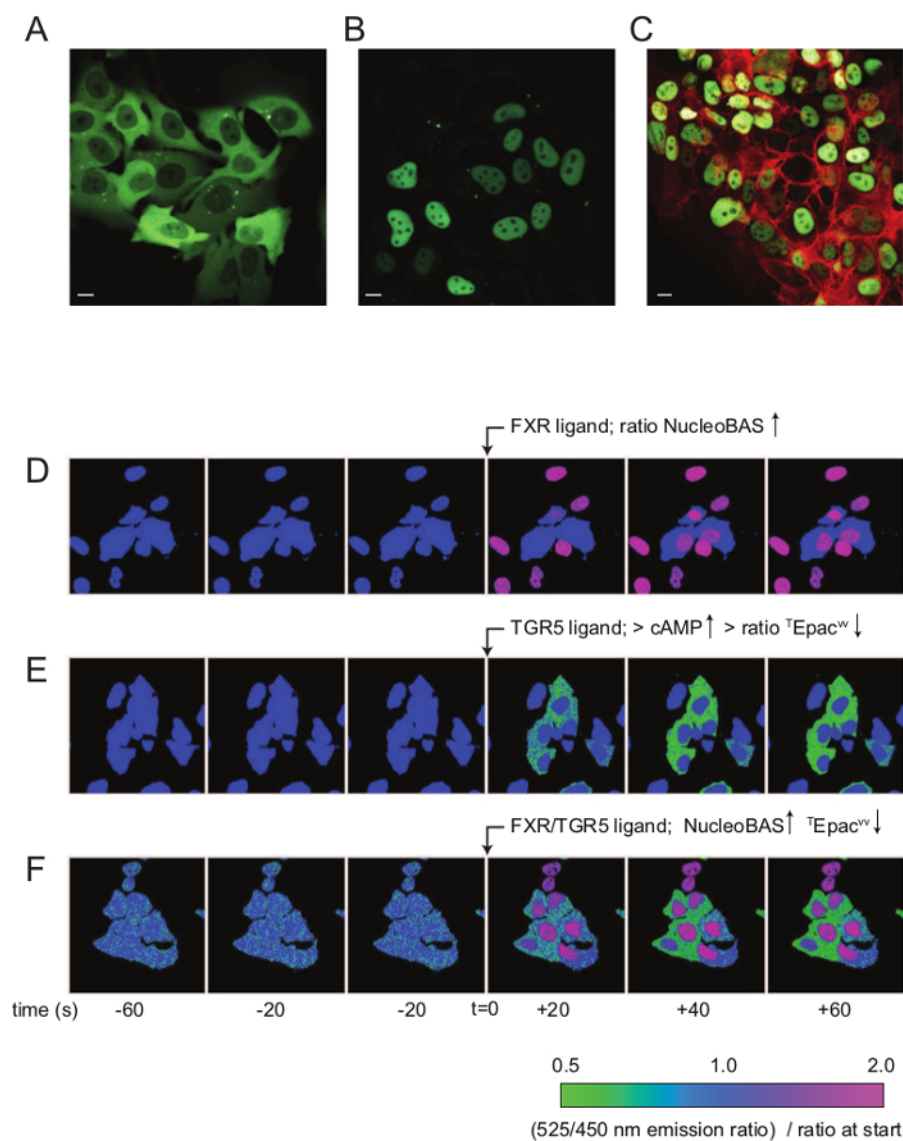 A
B
C
FXR ligand; ratio NucleoBAS ↑
D
TGR5 ligand; > cAMP ↑ > ratio ᵀEpacᵛᵛ ↓
E
FXR/TGR5 ligand; NucleoBAS ↑ ᵀEpacᵛᵛ ↓
F
time (s) -60 -20 -20 t=0 +20 +40 +60
0.5 1.0 2.0
(525/450 nm emission ratio) / ratio at start